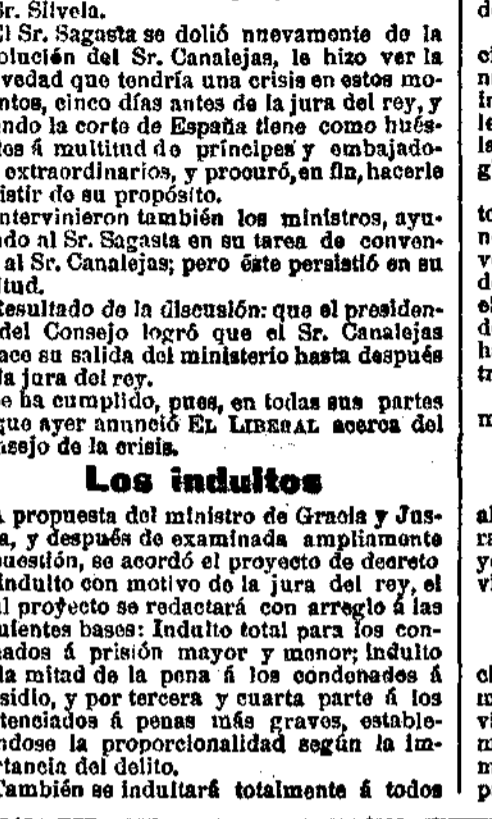 Sr. Silvela.
El Sr. Sagasta se dolió nuevamente de la
olución del Sr. Canalejas, le hizo ver la
vedad que tendría una crisis en estos mo-
ntos, cinco días antes de la jura del rey, y
ando la corte de España tiene como hués-
es á multitud de príncipes y embajado-
extraordinarios, y procuró, en fin, hacerle
istir de su propósito.
ntervinieron también los ministros, ayu-
do al Sr. Sagasta en su tarea de conven-
al Sr. Canalejas; pero éste persistió en su
itud.
Resultado de la discusión: que el presiden-
del Consejo logró que el Sr. Canalejas
ace su salida del ministerio hasta después
la jura del rey.
e ha cumplido, pues, en todas sus partes
que ayer anunció EL LIBERAL acerca del
nsejo de la crisis.
Los indultos
A propuesta del ministro de Gracia y Jus-
ia, y después de examinada ampliamente
cuestión, se acordó el proyecto de decreto
indulto con motivo de la jura del rey, el
al proyecto se redactará con arreglo á las
uientes bases: Indulto total para los con-
nados á prisión mayor y menor; indulto
la mitad de la pena á los condenados á
sidio, y por tercera y cuarta parte á los
tenciados á penas más graves, estable-
ndose la proporcionalidad según la im-
rtancia del delito.
También se indultará totalmente á todos